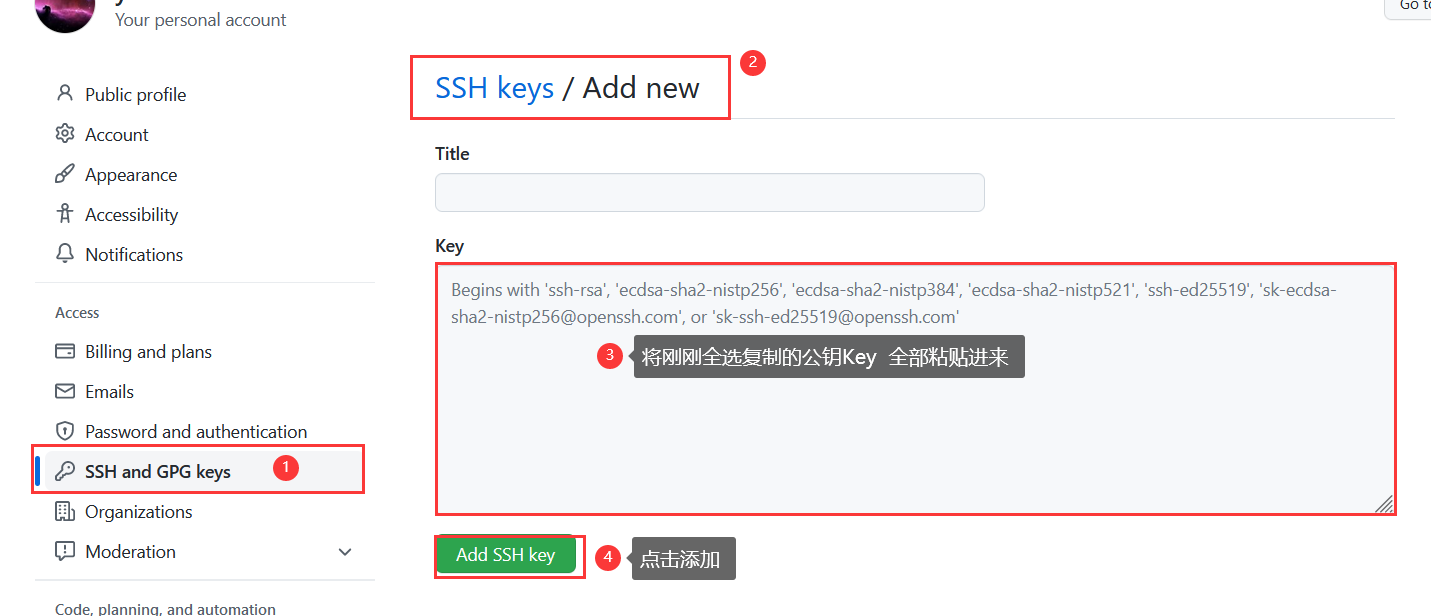 Your personal account
Public profile
Account
Appearance
Accessibility
Notifications
Access
Billing and plans
Emails
Password and authentication
SSH and GPG keys
1
Organizations
Moderation
Code, planning, and automation
SSH keys / Add new
2
Title
Key
Begins with 'ssh-rsa', 'ecdsa-sha2-nistp256', 'ecdsa-sha2-nistp384', 'ecdsa-sha2-nistp521', 'ssh-ed25519', 'sk-ecdsa-
sha2-nistp256@openssh.com', or 'sk-ssh-ed25519@openssh.com'
3
将刚刚全选复制的公钥Key 全部粘贴进来
Add SSH key
4
点击添加